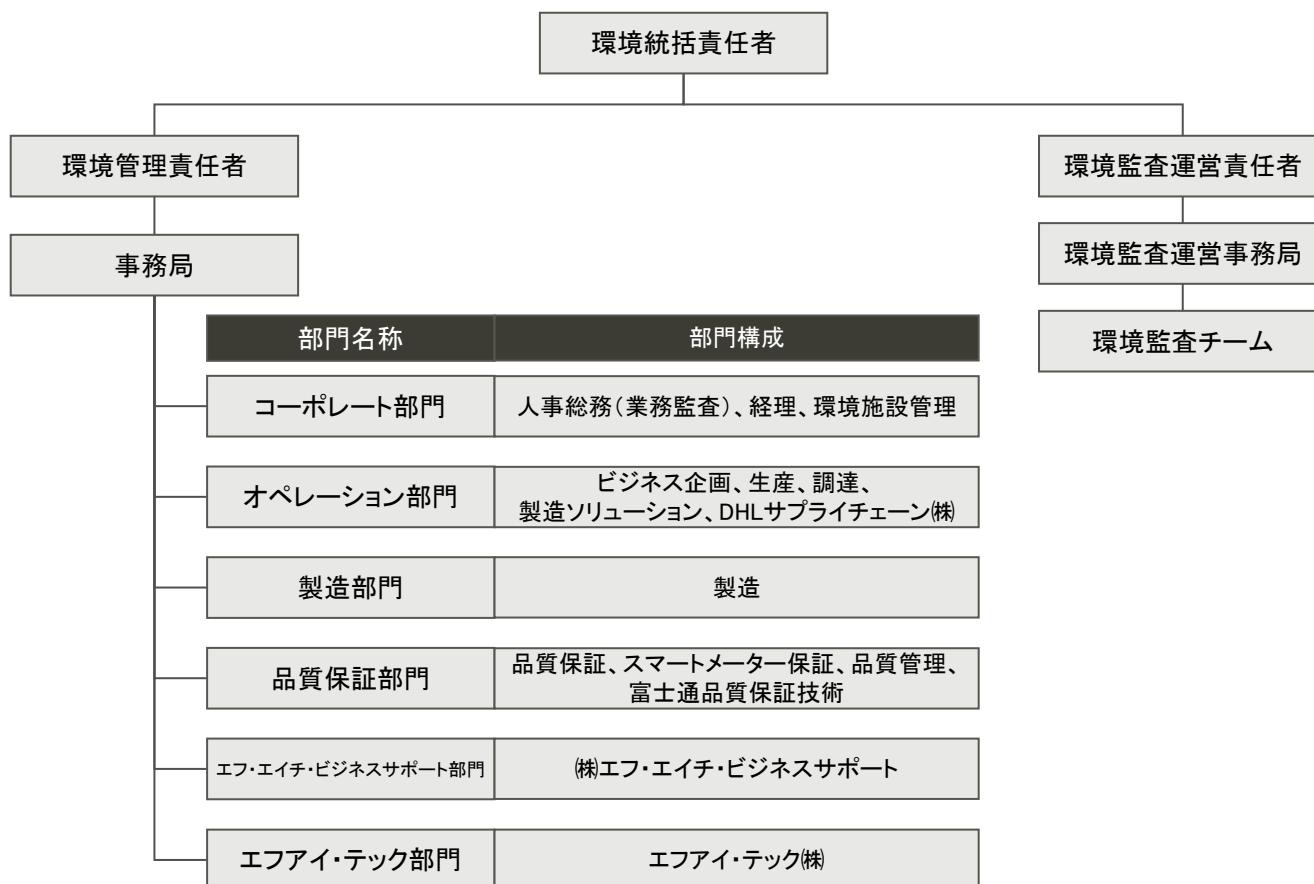 環境統括責任者
環境管理責任者
環境監査運営責任者
事務局
環境監査運営事務局
環境監査チーム
部門名称
部門構成
コーポレート部門
人事総務(業務監査)、経理、環境施設管理
オペレーション部門
ビジネス企画、生産、調達、
製造ソリューション、DHLサプライチェーン㈱
製造部門
製造
品質保証部門
品質保証、スマートメーター保証、品質管理、
富士通品質保証技術
エフ・エイチ・ビジネスサポート部門
㈱エフ・エイチ・ビジネスサポート
エフアイ・テック部門
エフアイ・テック㈱